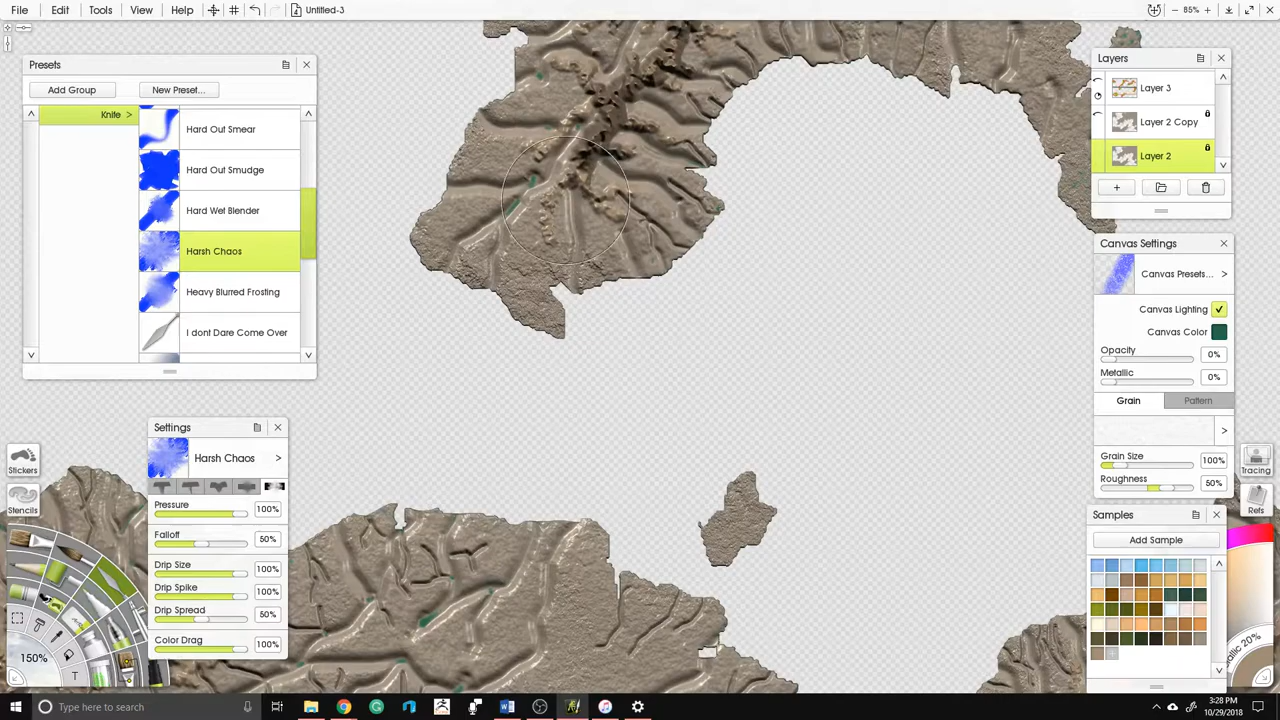 File Edit Tools View Help Untitled-3 85%
Presets
Add Group New Preset...
Knife >
Hard Out Smear
Hard Out Smudge
Hard Wet Blender
Harsh Chaos
Heavy Blurred Frosting
I dont Dare Come Over
Layers
Layer 3
Layer 2 Copy
Layer 2
Canvas Settings
Canvas Presets... >
Canvas Lighting
Canvas Color
Opacity 0%
Metallic 0%
Grain Pattern
>
Grain Size 100%
Roughness 50%
Stickers
Stencils
Settings
Harsh Chaos >
Pressure 100%
Falloff 50%
Drip Size 100%
Drip Spike 100%
Drip Spread 50%
Color Drag 100%
Tracing
Refs
Samples
Add Sample
150%
T
Metallic 20%
Type here to search
3:28 PM
10/29/2018